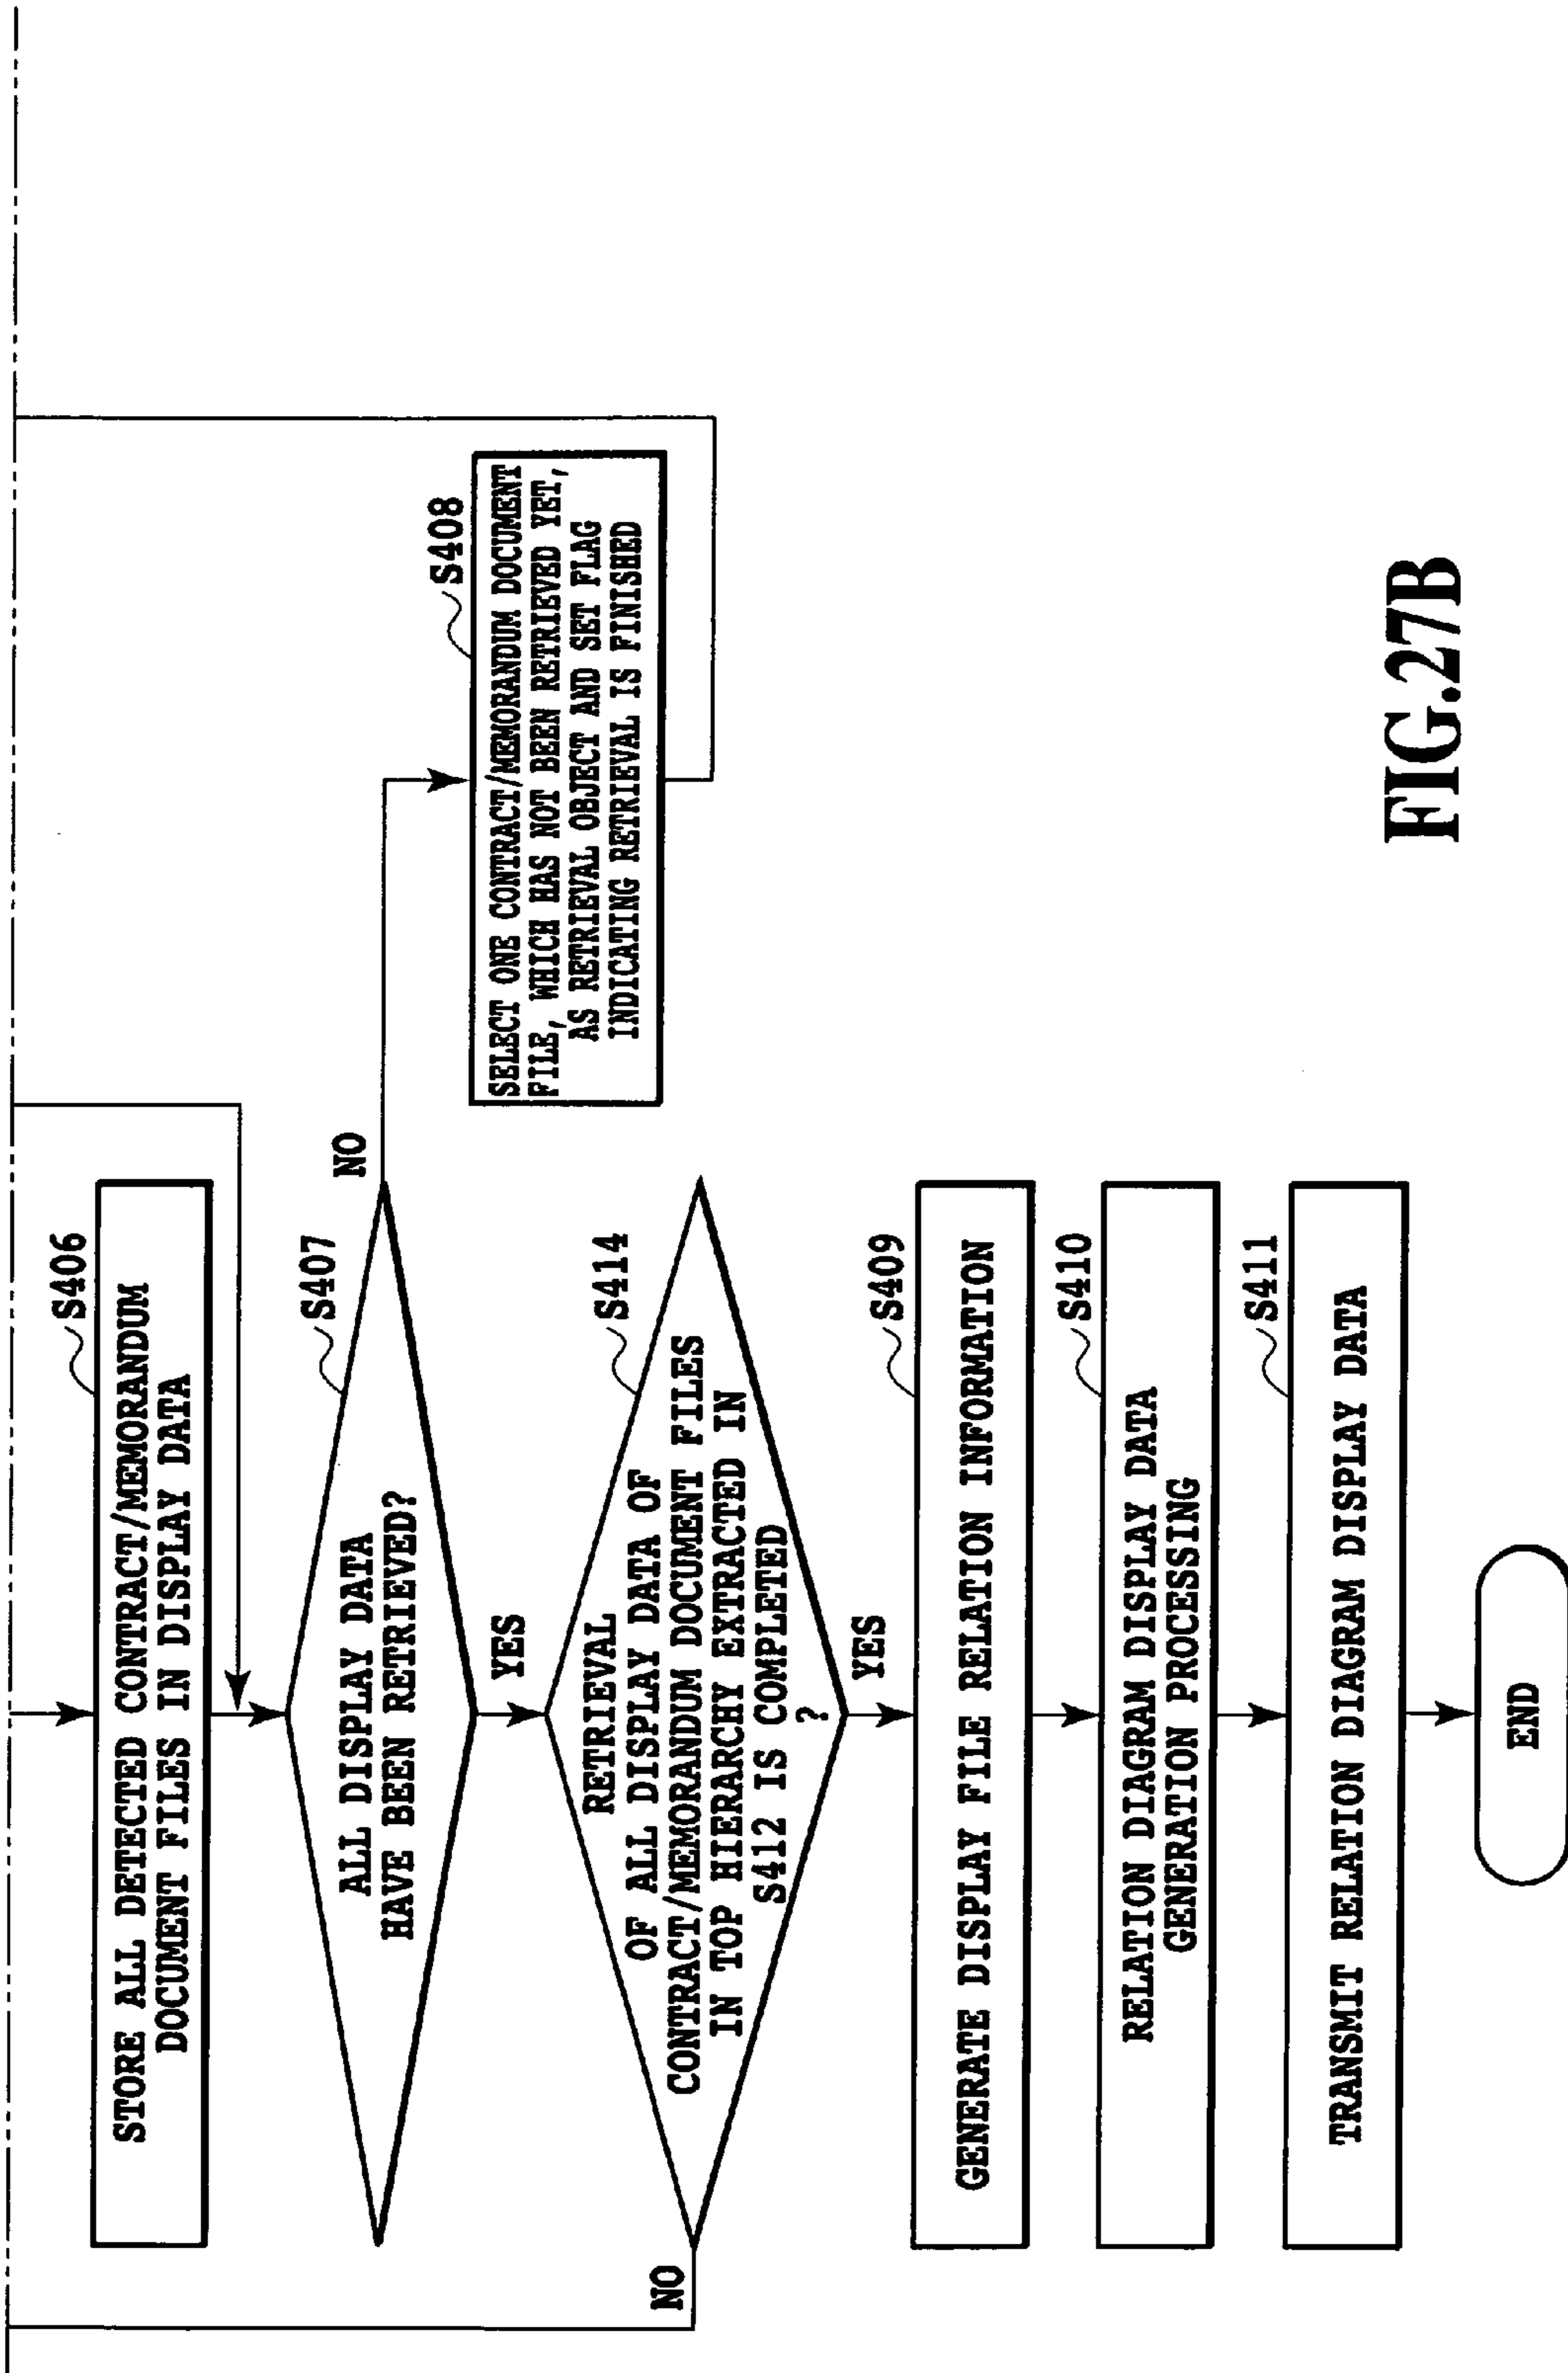 S406
STORE ALL DETECTED CONTRACT/MEMORANDUM
DOCUMENT FILES IN DISPLAY DATA
S407
ALL DISPLAY DATA
HAVE BEEN RETRIEVED?
NO
YES
S408
SELECT ONE CONTRACT/MEMORANDUM DOCUMENT
FILE, WHICH HAS NOT BEEN RETRIEVED YET,
AS RETRIEVAL OBJECT AND SET FLAG
INDICATING RETRIEVAL IS FINISHED
S414
RETRIEVAL
OF ALL DISPLAY DATA OF
CONTRACT/MEMORANDUM DOCUMENT FILES
IN TOP HIERARCHY EXTRACTED IN
S412 IS COMPLETED
?
NO
YES
S409
GENERATE DISPLAY FILE RELATION INFORMATION
S410
RELATION DIAGRAM DISPLAY DATA
GENERATION PROCESSING
S411
TRANSMIT RELATION DIAGRAM DISPLAY DATA
END
FIG.27B